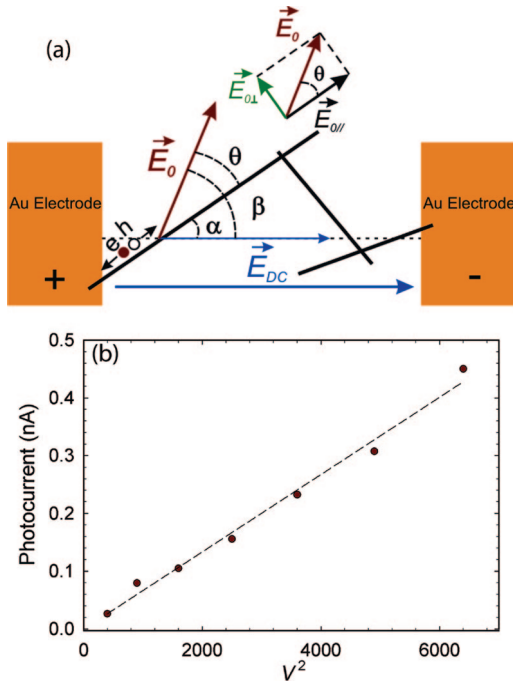 (a)
E₀
θ
E₀⊥
E₀//
E₀
θ
Au Electrode
Au Electrode
β
e h
α
E_DC
+
-
(b)
0.5
0.4
0.3
0.2
0.1
0.0
Photocurrent (nA)
0
2000
4000
6000
V²